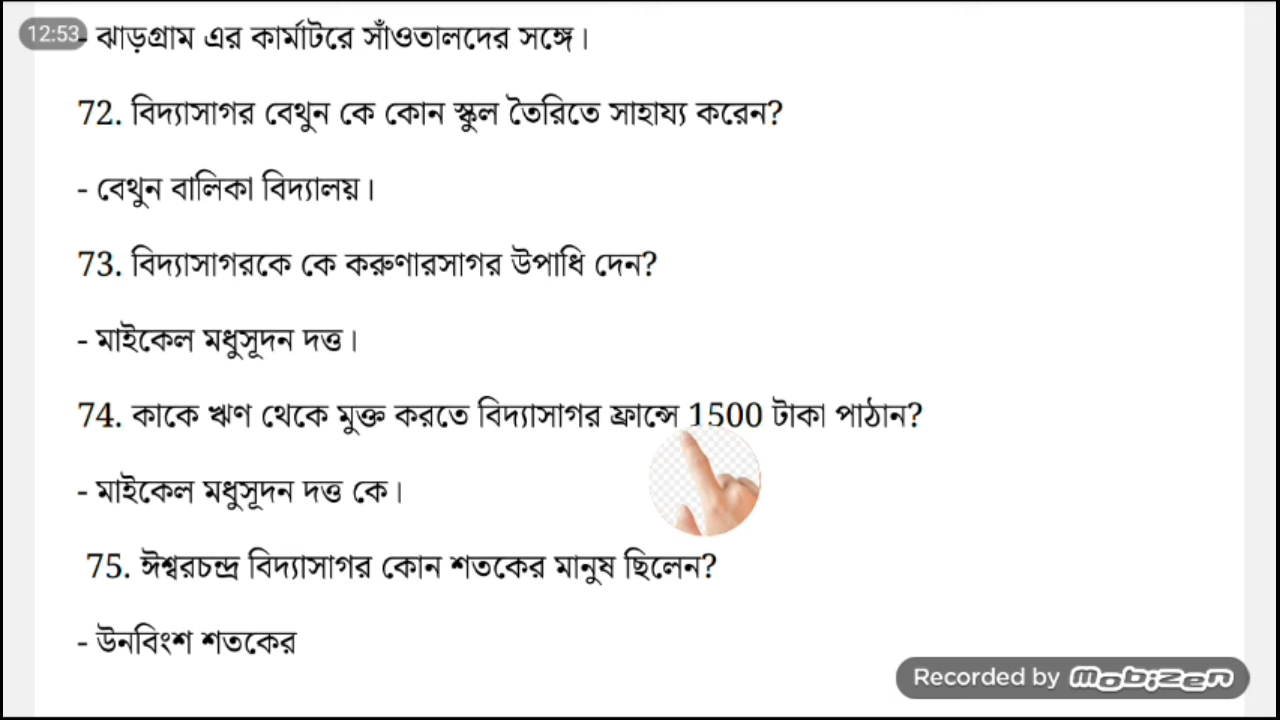 12:53
- ঝাড়গ্রাম এর কার্মাটরে সাঁওতালদের সঙ্গে।
72. বিদ্যাসাগর বেথুন কে কোন স্কুল তৈরিতে সাহায্য করেন?
- বেথুন বালিকা বিদ্যালয়।
73. বিদ্যাসাগরকে কে করুণারসাগর উপাধি দেন?
- মাইকেল মধুসূদন দত্ত।
74. কাকে ঋণ থেকে মুক্ত করতে বিদ্যাসাগর ফ্রান্সে 1500 টাকা পাঠান?
- মাইকেল মধুসূদন দত্ত কে।
75. ঈশ্বরচন্দ্র বিদ্যাসাগর কোন শতকের মানুষ ছিলেন?
- উনবিংশ শতকের
Recorded by Mobizen